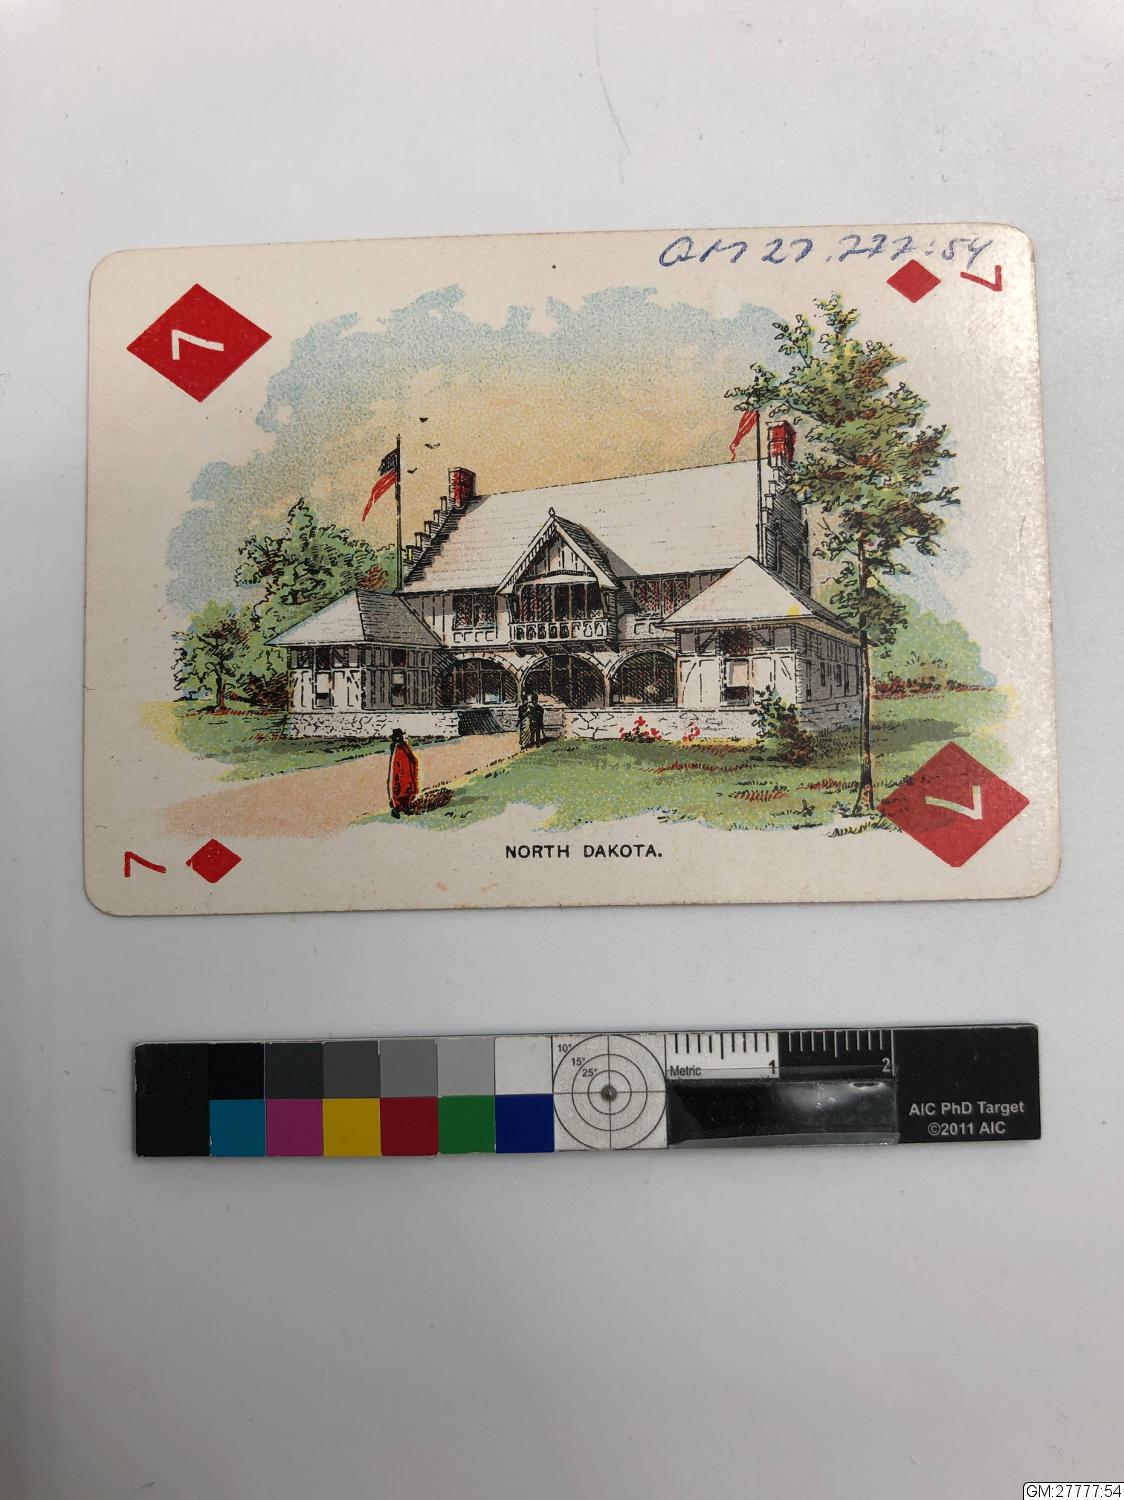 GM 27.777:54
7
7
7
7
NORTH DAKOTA.
10°
15°
25°
Metric
1
2
AIC PhD Target
©2011 AIC
GM:27777:54